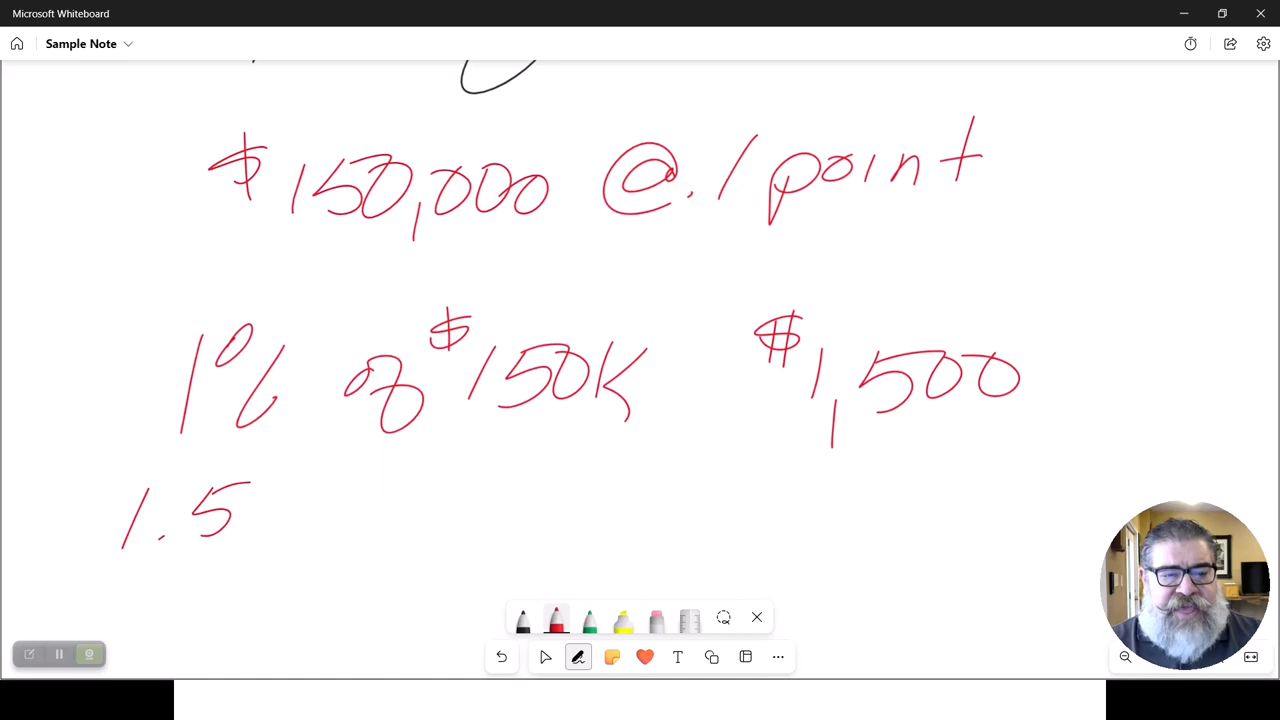 Microsoft Whiteboard
Sample Note
$150,000 @ 1 point
1% of $150K $1,500
1.5